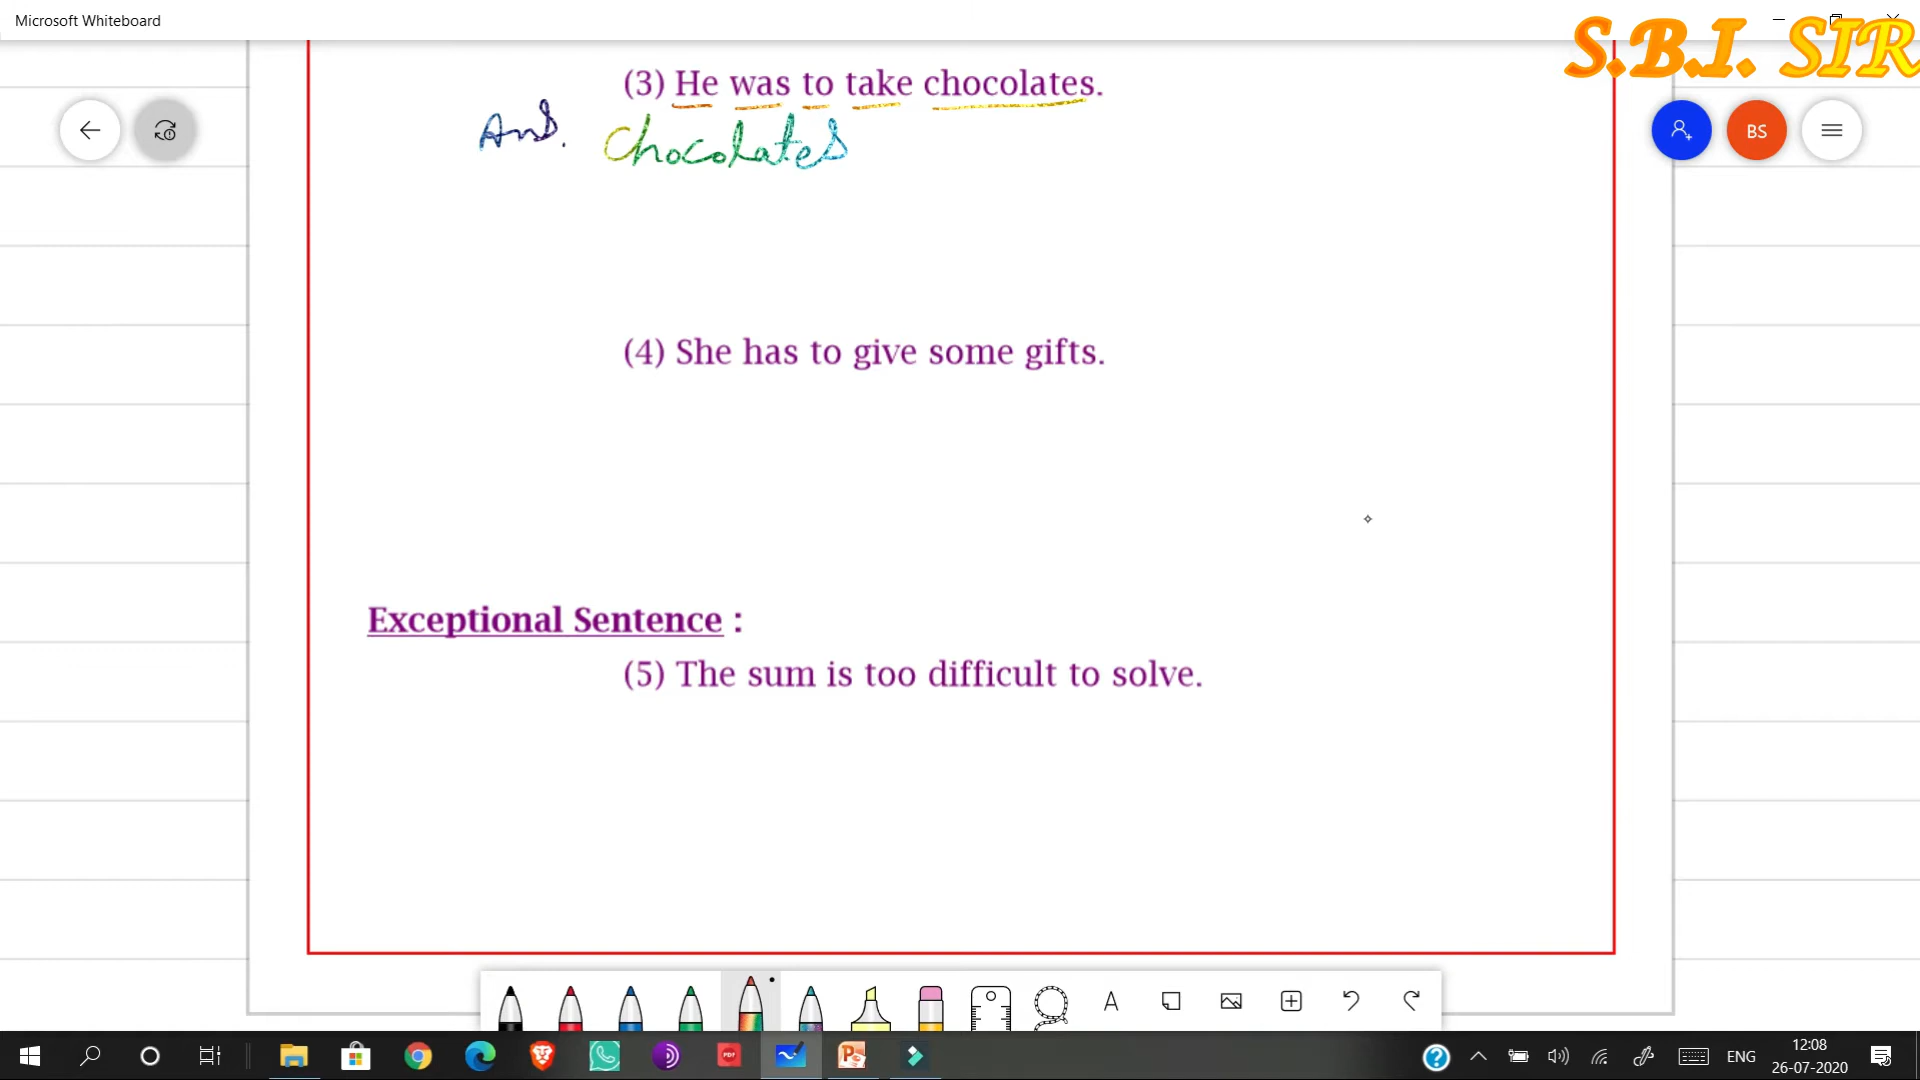 Microsoft Whiteboard
S.B.I. SIR
(3) He was to take chocolates.
Ans. Chocolates
BS
(4) She has to give some gifts.
Exceptional Sentence :
(5) The sum is too difficult to solve.
A
PDF
ENG
12:08
26-07-2020